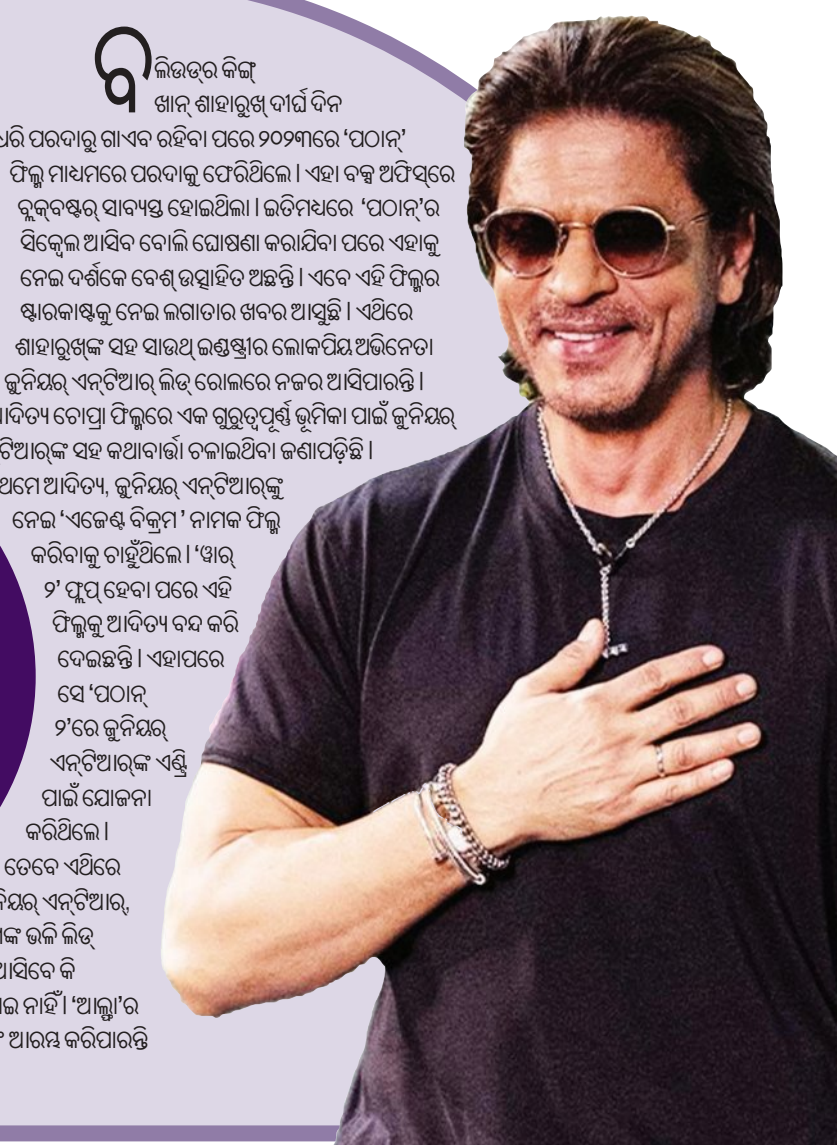 ବଲିଉଡ୍‌ର କିଙ୍ଗ୍
ଖାନ୍ ଶାହାରୁଖ୍ ଦୀର୍ଘ ଦିନ
ଧରି ପରଦାରୁ ଗାଏବ ରହିବା ପରେ ୨୦୨୩ରେ ‘ପଠାନ୍’
ଫିଲ୍ମ ମାଧ୍ୟମରେ ପରଦାକୁ ଫେରିଥିଲେ । ଏହା ବକ୍ସ ଅଫିସ୍‌ରେ
ବ୍ଲକ୍‌ବଷ୍ଟର୍ ସାବ୍ୟସ୍ତ ହୋଇଥିଲା । ଇତିମଧ୍ୟରେ ‘ପଠାନ୍’ର
ସିକ୍ୱେଲ ଆସିବ ବୋଲି ଘୋଷଣା କରାଯିବା ପରେ ଏହାକୁ
ନେଇ ଦର୍ଶକେ ବେଶ୍ ଉତ୍ସାହିତ ଅଛନ୍ତି । ଏବେ ଏହି ଫିଲ୍ମର
ଷ୍ଟାରକାଷ୍ଟକୁ ନେଇ ଲଗାତାର ଖବର ଆସୁଛି । ଏଥିରେ
ଶାହାରୁଖ୍‌ଙ୍କ ସହ ସାଉଥ୍ ଇଣ୍ଡଷ୍ଟ୍ରୀର ଲୋକପିୟ ଅଭିନେତା
ଜୁନିୟର୍ ଏନ୍‌ଟିଆର୍ ଲିଡ୍ ରୋଲରେ ନଜର ଆସିପାରନ୍ତି ।
ଆଦିତ୍ୟ ଚୋପ୍ରା ଫିଲ୍ମରେ ଏକ ଗୁରୁତ୍ୱପୂର୍ଣ୍ଣ ଭୂମିକା ପାଇଁ ଜୁନିୟର୍
ଟିଆର୍‌ଙ୍କ ସହ କଥାବାର୍ତ୍ତା ଚଳାଇଥିବା ଜଣାପଡ଼ିଛି ।
ଥମେ ଆଦିତ୍ୟ, ଜୁନିୟର୍ ଏନ୍‌ଟିଆର୍‌ଙ୍କୁ
ନେଇ ‘ଏଜେଣ୍ଟ ବିକ୍ରମ’ ନାମକ ଫିଲ୍ମ
କରିବାକୁ ଚାହୁଁଥିଲେ । ‘ୱାର୍
୨’ ଫ୍ଲପ୍ ହେବା ପରେ ଏହି
ଫିଲ୍ମକୁ ଆଦିତ୍ୟ ବନ୍ଦ କରି
ଦେଇଛନ୍ତି । ଏହାପରେ
ସେ ‘ପଠାନ୍
୨’ରେ ଜୁନିୟର୍
ଏନ୍‌ଟିଆର୍‌ଙ୍କ ଏଣ୍ଟ୍ରି
ପାଇଁ ଯୋଜନା
କରିଥିଲେ ।
ତେବେ ଏଥିରେ
ନିୟର୍ ଏନ୍‌ଟିଆର୍,
ଙ୍କ ଭଳି ଲିଡ୍
ଆସିବେ କି
ନାହିଁ । ‘ଆଲ୍ଫା’ର
ଆରମ୍ଭ କରିପାରନ୍ତି